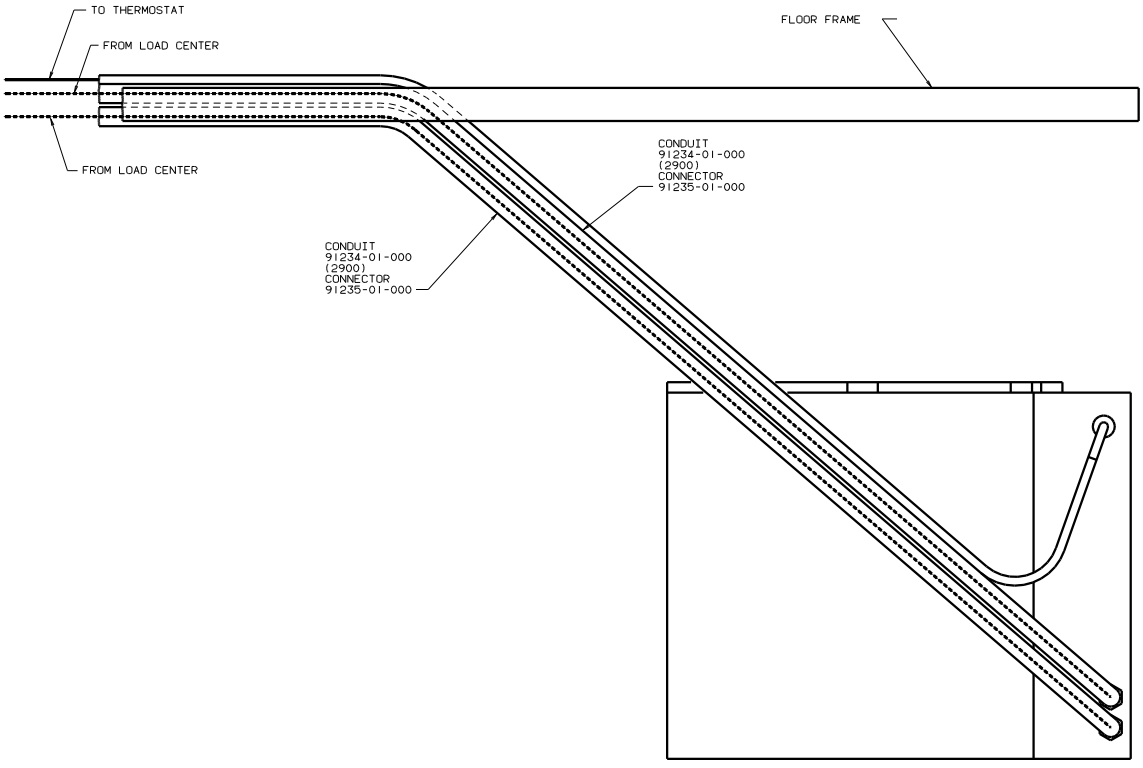 TO THERMOSTAT
FLOOR FRAME
FROM LOAD CENTER
CONDUIT
91234-01-000
(2900)
CONNECTOR
91235-01-000
FROM LOAD CENTER
CONDUIT
91234-01-000
(2900)
CONNECTOR
91235-01-000